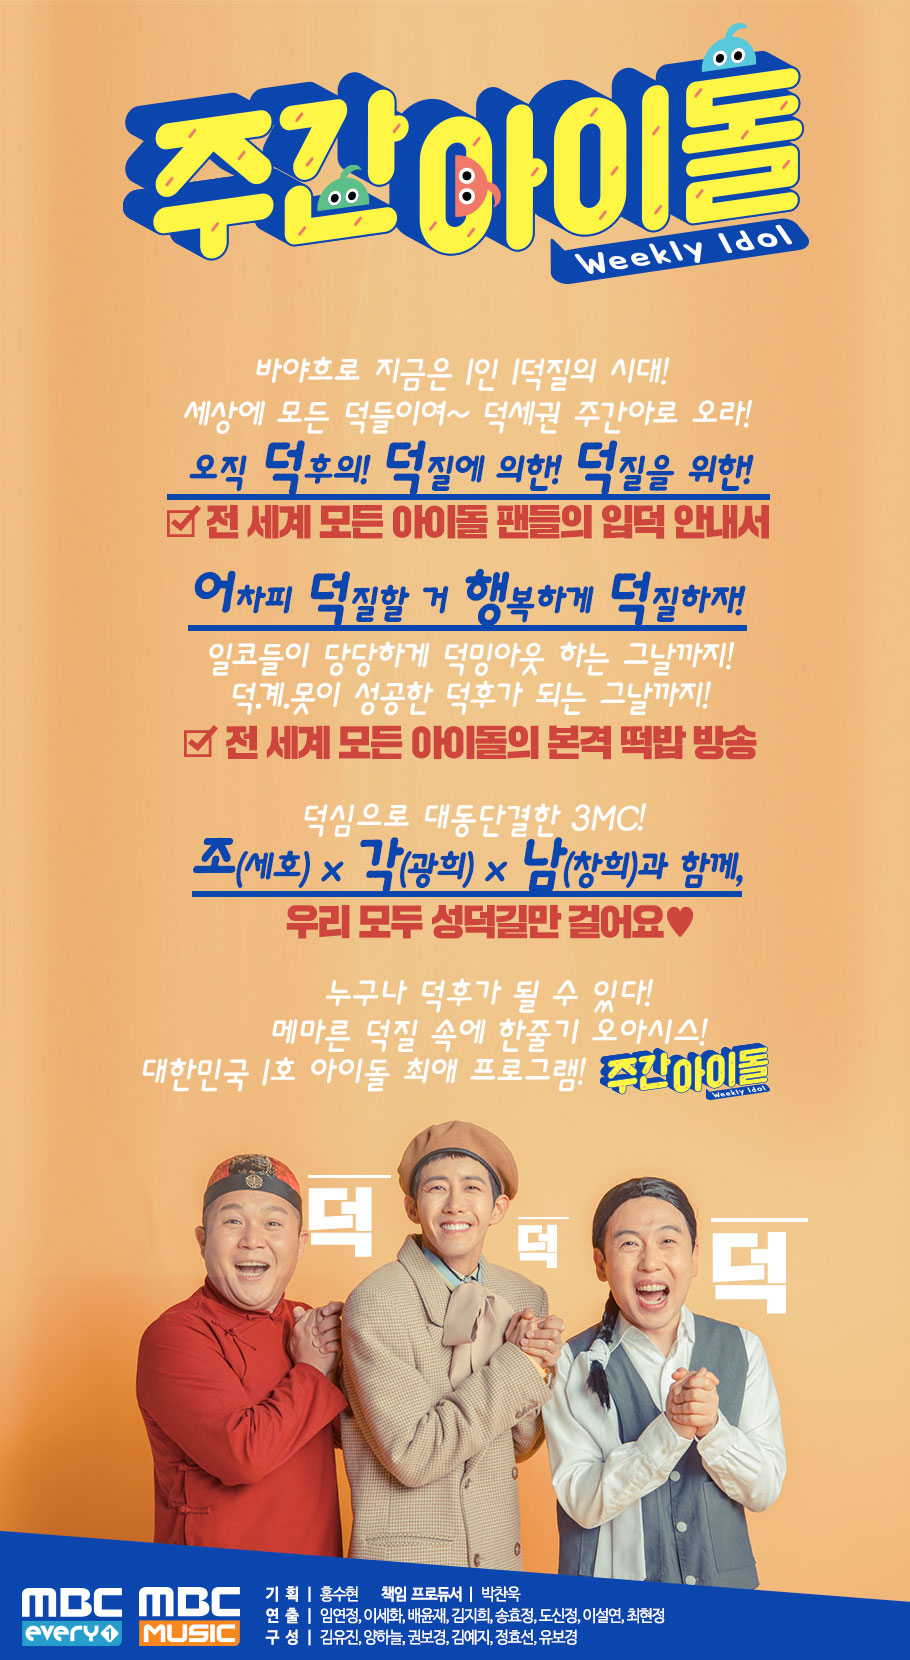 주간아이돌
Weekly Idol
바야흐로 지금은 1인 1덕질의 시대!
세상에 모든 덕들이여~ 덕세권 주간아로 오라!
오직 덕후의! 덕질에 의한! 덕질을 위한!
☑ 전 세계 모든 아이돌 팬들의 입덕 안내서
어차피 덕질할 거 행복하게 덕질하재!
일코들이 당당하게 덕밍아웃 하는 그날까지!
덕.계.못이 성공한 덕후가 되는 그날까지!
☑ 전 세계 모든 아이돌의 본격 떡밥 방송
덕심으로 대동단결한 3MC!
조(세호) x 각(광희) x 남(창희)과 함께,
우리 모두 성덕길만 걸어요♥
누구나 덕후가 될 수 있다!
메마른 덕질 속에 한줄기 오아시스!
대한민국 1호 아이돌 최애 프로그램! 주간아이돌
Weekly Idol
덕
덕
덕
MBC every1
MBC MUSIC
기 획 | 홍수현 책임 프로듀서 | 박찬욱
연 출 | 임연정, 이세화, 배윤재, 김지희, 송효정, 도신정, 이설연, 최현정
구 성 | 김유진, 양하늘, 권보경, 김예지, 정효선, 유보경